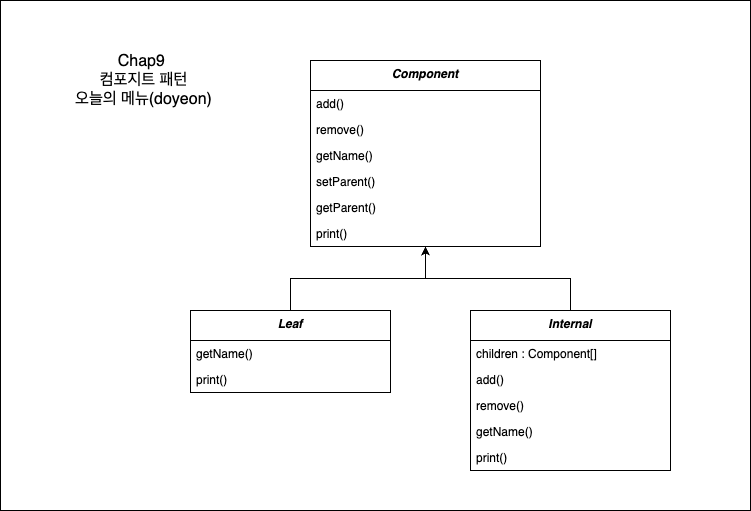 Chap9
컴포지트 패턴
오늘의 메뉴(doyeon)
Component
add()
remove()
getName()
setParent()
getParent()
print()
Leaf
getName()
print()
Internal
children : Component[]
add()
remove()
getName()
print()